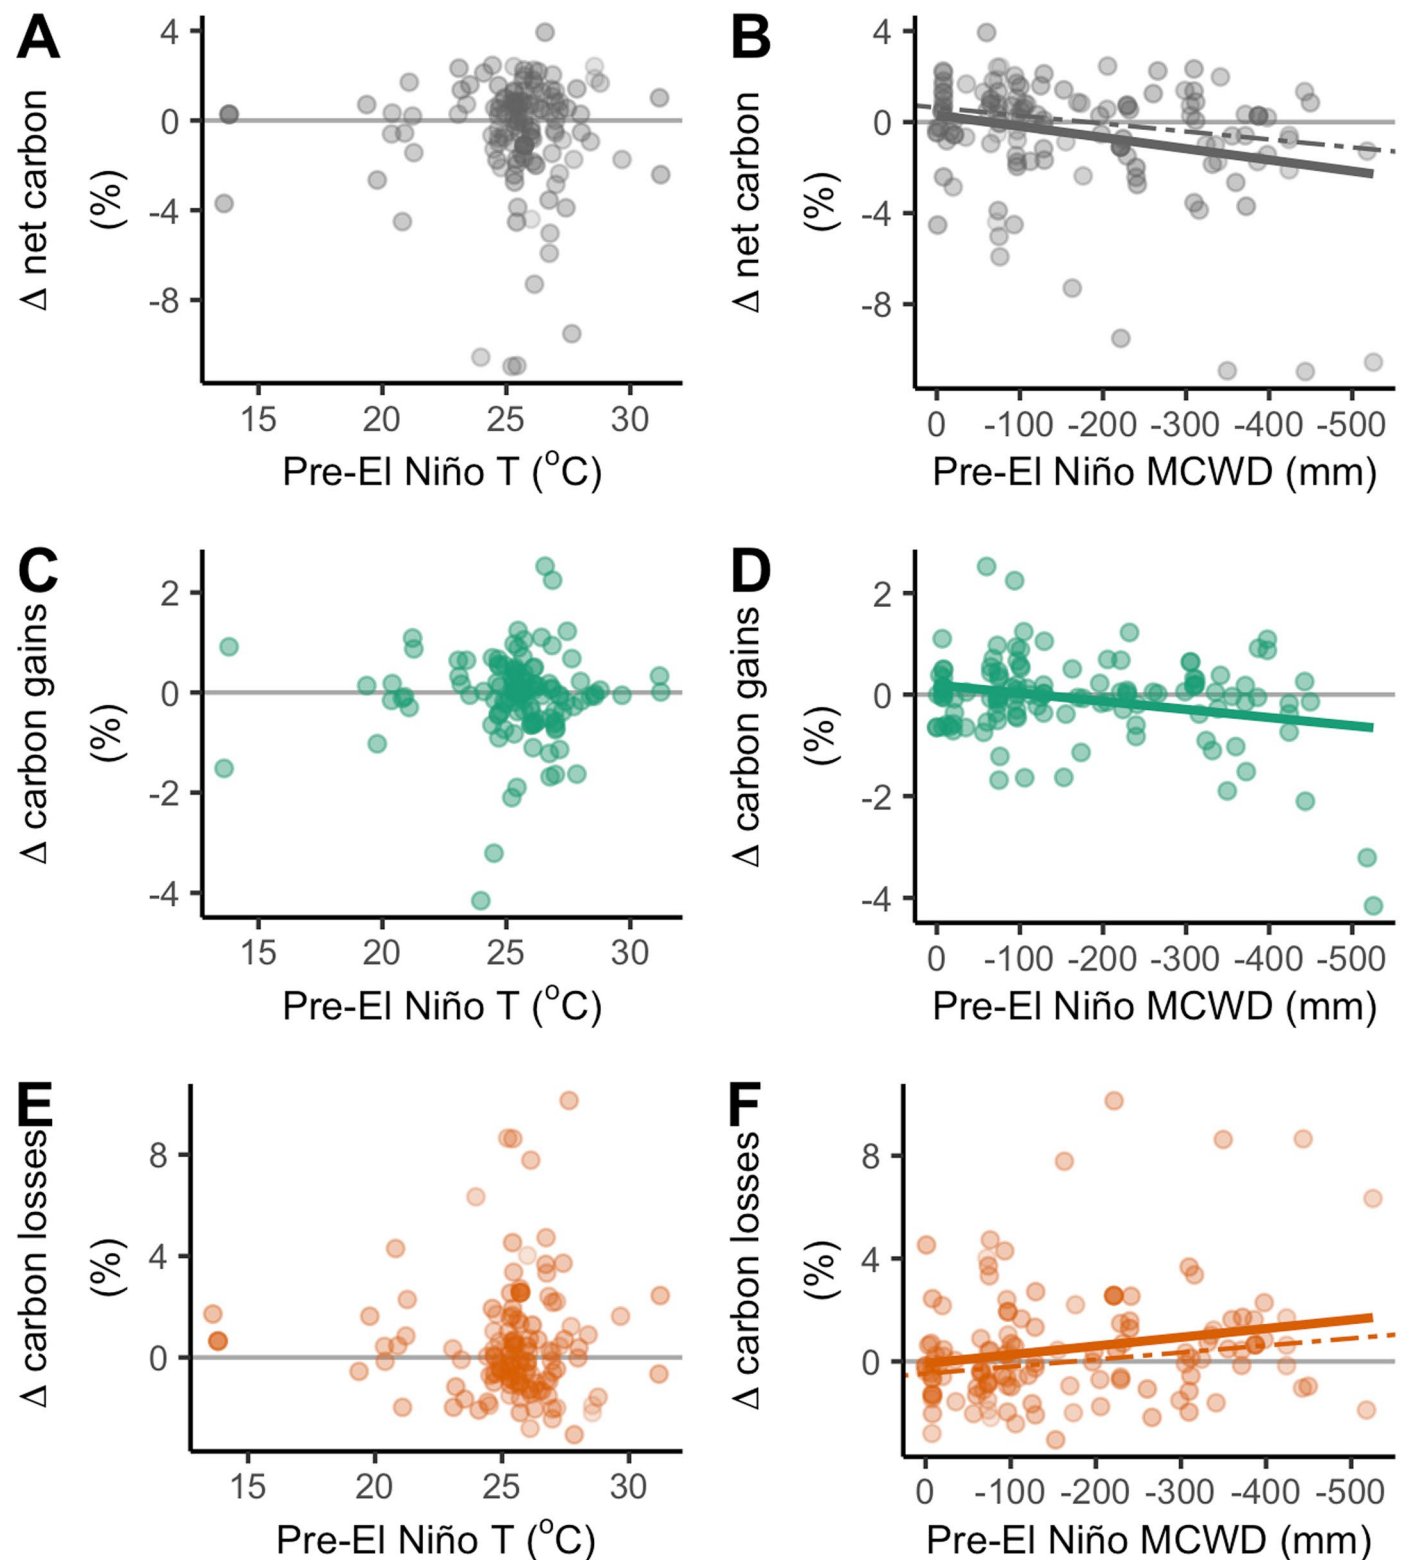 A
B
Δ net carbon
(%)
4
0
-4
-8
15 20 25 30
Pre-El Niño T (°C)
Δ net carbon
(%)
4
0
-4
-8
0 -100 -200 -300 -400 -500
Pre-El Niño MCWD (mm)
C
D
Δ carbon gains
(%)
2
0
-2
-4
15 20 25 30
Pre-El Niño T (°C)
Δ carbon gains
(%)
2
0
-2
-4
0 -100 -200 -300 -400 -500
Pre-El Niño MCWD (mm)
E
F
Δ carbon losses
(%)
8
4
0
15 20 25 30
Pre-El Niño T (°C)
Δ carbon losses
(%)
8
4
0
0 -100 -200 -300 -400 -500
Pre-El Niño MCWD (mm)